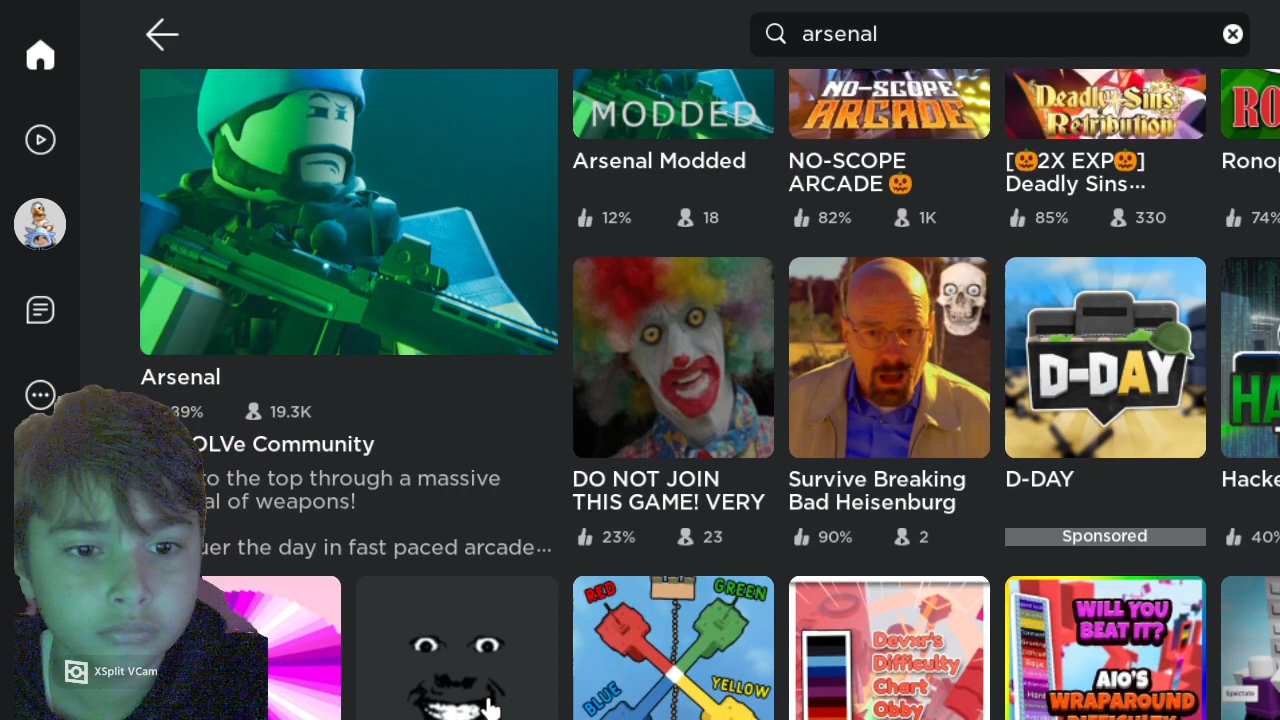 arsenal
MODDED
NO-SCOPE
ARCADE
Deadly Sins
Retribution
RO
Arsenal Modded
NO-SCOPE
ARCADE 🎃
[🎃2X EXP🎃]
Deadly Sins...
Ronop
12%
18
82%
1K
85%
330
74%
D-DAY
HA
Arsenal
89%
19.3K
OLVe Community
to the top through a massive
al of weapons!
uer the day in fast paced arcade...
DO NOT JOIN
THIS GAME! VERY
Survive Breaking
Bad Heisenburg
D-DAY
Hacke
23%
23
90%
2
Sponsored
40%
RED
GREEN
BLUE
YELLOW
Devxr's
Difficulty
Chart
Obby
WILL YOU
BEAT IT?
AIO'S
WRAPAROUND
Spectate
XSplit VCam